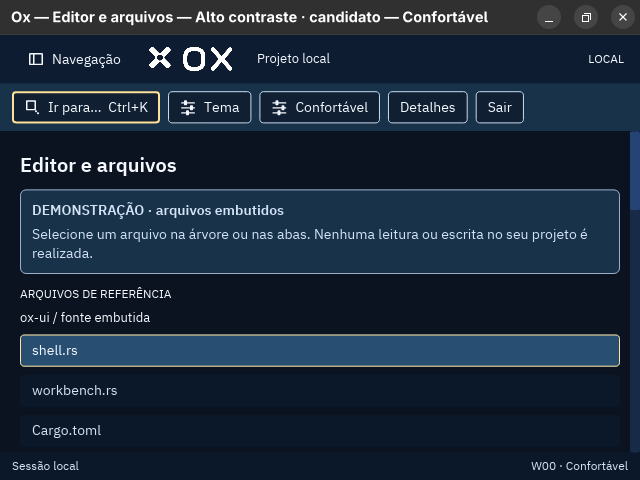 Ox — Editor e arquivos — Alto contraste · candidato — Confortável
Navegação OX Projeto local LOCAL
Ir para... Ctrl+K Tema Confortável Detalhes Sair
Editor e arquivos
DEMONSTRAÇÃO · arquivos embutidos
Selecione um arquivo na árvore ou nas abas. Nenhuma leitura ou escrita no seu projeto é
realizada.
ARQUIVOS DE REFERÊNCIA
ox-ui / fonte embutida
shell.rs
workbench.rs
Cargo.toml
Sessão local W00 · Confortável